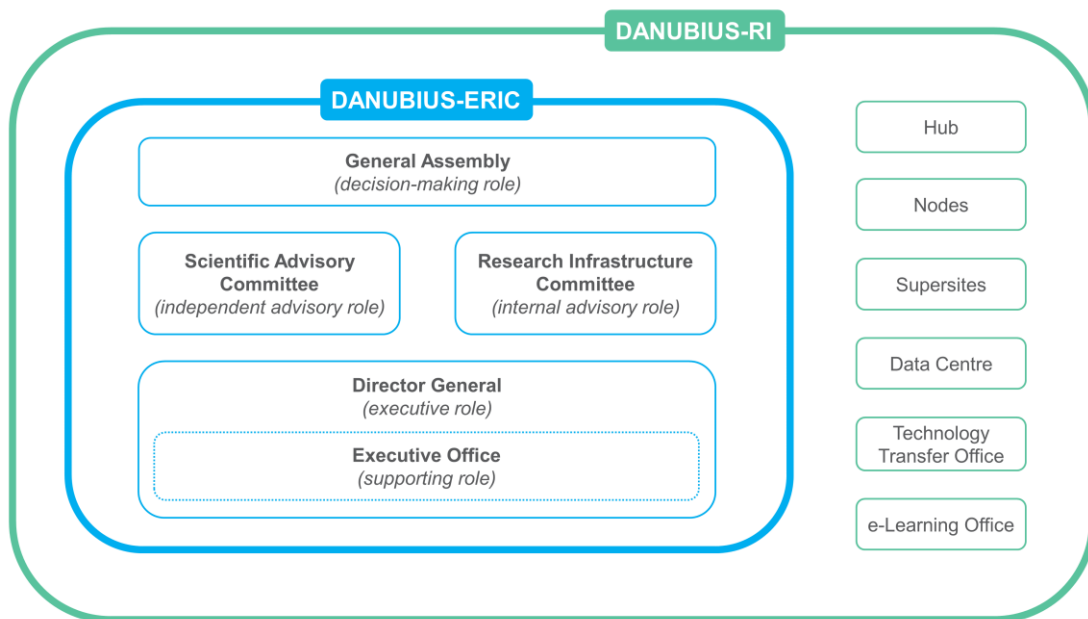 DANUBIUS-RI
DANUBIUS-ERIC
General Assembly
(decision-making role)
Scientific Advisory
Committee
(independent advisory role)
Research Infrastructure
Committee
(internal advisory role)
Director General
(executive role)
Executive Office
(supporting role)
Hub
Nodes
Supersites
Data Centre
Technology
Transfer Office
e-Learning Office